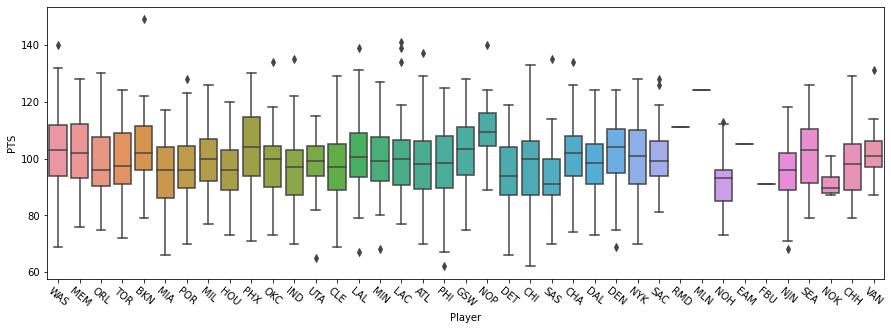 140
120
100
80
60
PTS
WAS MEM ORL TOR BKN MIA POR MIL HOU PHX OKC IND UTA CLE LAL MIN LAC ATL PHI GSW NOP DET CHI SAS CHA DAL DEN NYK SAC RMD MLN NOH EAM FBU NJN SEA NOK CHH VAN
Player